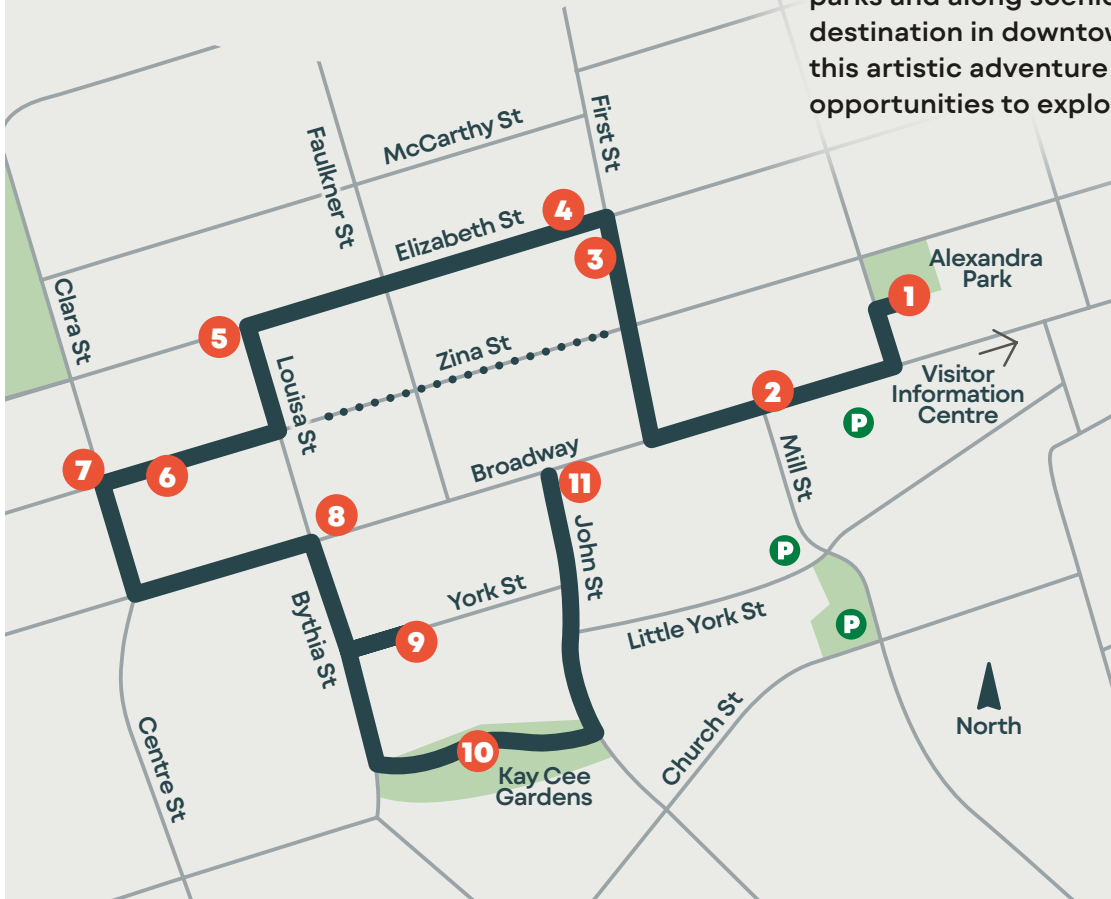 parks and along scenic
destination in downtow
this artistic adventure
opportunities to explo
First St
McCarthy St
Faulkner St
Elizabeth St
4
3
Alexandra
Park
1
Clara St
5
Zina St
Louisa St
2
Visitor
Information
Centre
P
Broadway
Mill St
7
6
11
8
John St
P
York St
Bythia St
9
Little York St
P
Church St
North
10
Kay Cee
Gardens
Centre St